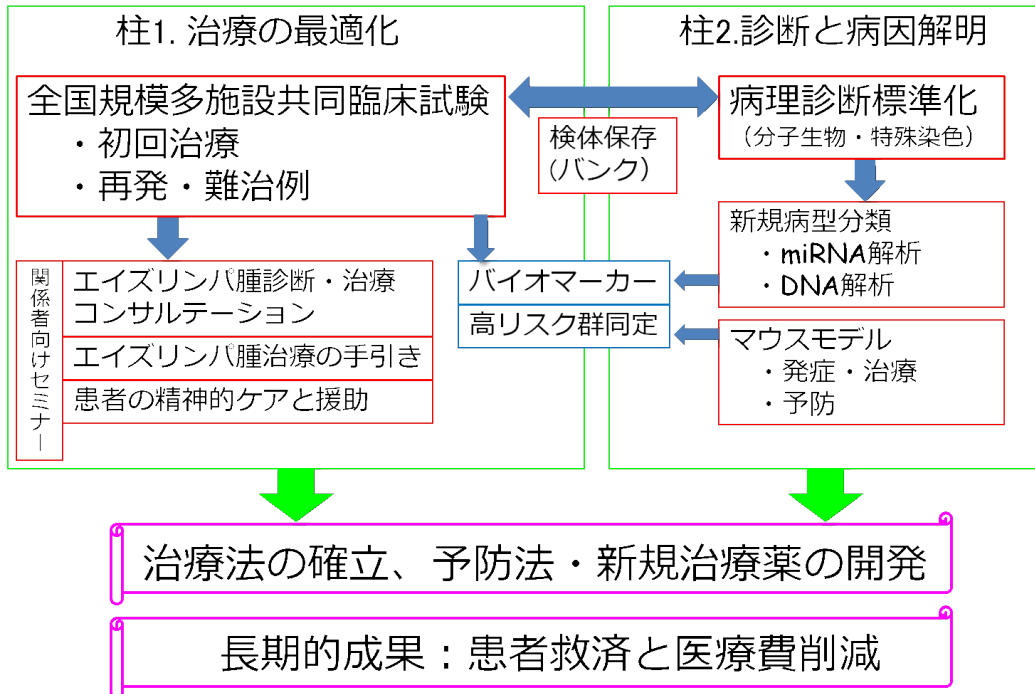 柱1. 治療の最適化
全国規模多施設共同臨床試験
・初回治療
・再発・難治例
関係者向けセミナー
エイズリンパ腫診断・治療
コンサルテーション
エイズリンパ腫治療の手引き
患者の精神的ケアと援助
検体保存
(バンク）
バイオマーカー
高リスク群同定
柱2.診断と病因解明
病理診断標準化
（分子生物・特殊染色）
新規病型分類
・miRNA解析
・DNA解析
マウスモデル
・発症・治療
・予防
治療法の確立、予防法・新規治療薬の開発
長期的成果：患者救済と医療費削減